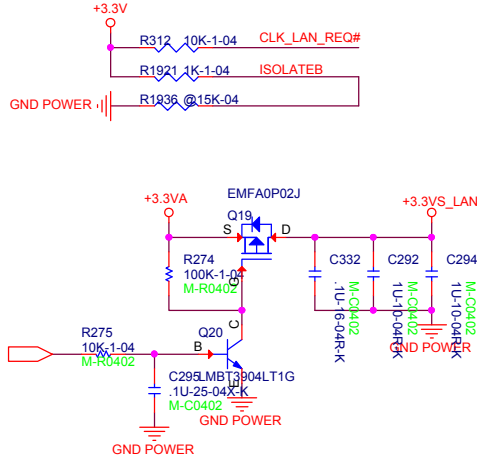 +3.3V
R312 10K-1-04 CLK_LAN_REQ#
R1921 1K-1-04 ISOLATEB
R1936 @15K-04
GND POWER
EMFA0P02J
+3.3VA
Q19
+3.3VS_LAN
S
D
G
R274
100K-1-04
M-R0402
C332
.1U-16-04R-K
M-C0402
C292
1U-10-04R-K
M-C0402
C294
1U-10-04R-K
M-C0402
GND POWER
R275
10K-1-04
M-R0402
Q20
C
B
E
LMBT3904LT1G
C295
.1U-25-04X-K
M-C0402
GND POWER
GND POWER